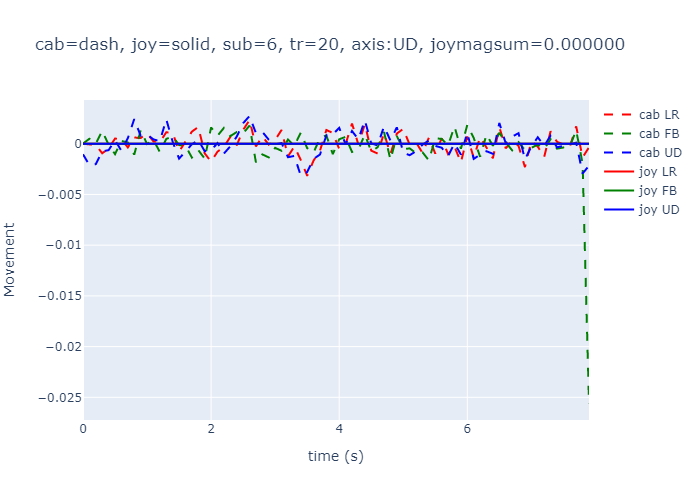 cab=dash, joy=solid, sub=6, tr=20, axis:UD, joymagsum=0.000000
cab LR
cab FB
cab UD
joy LR
joy FB
joy UD
0
−0.005
−0.01
−0.015
−0.02
−0.025
Movement
0
2
4
6
time (s)